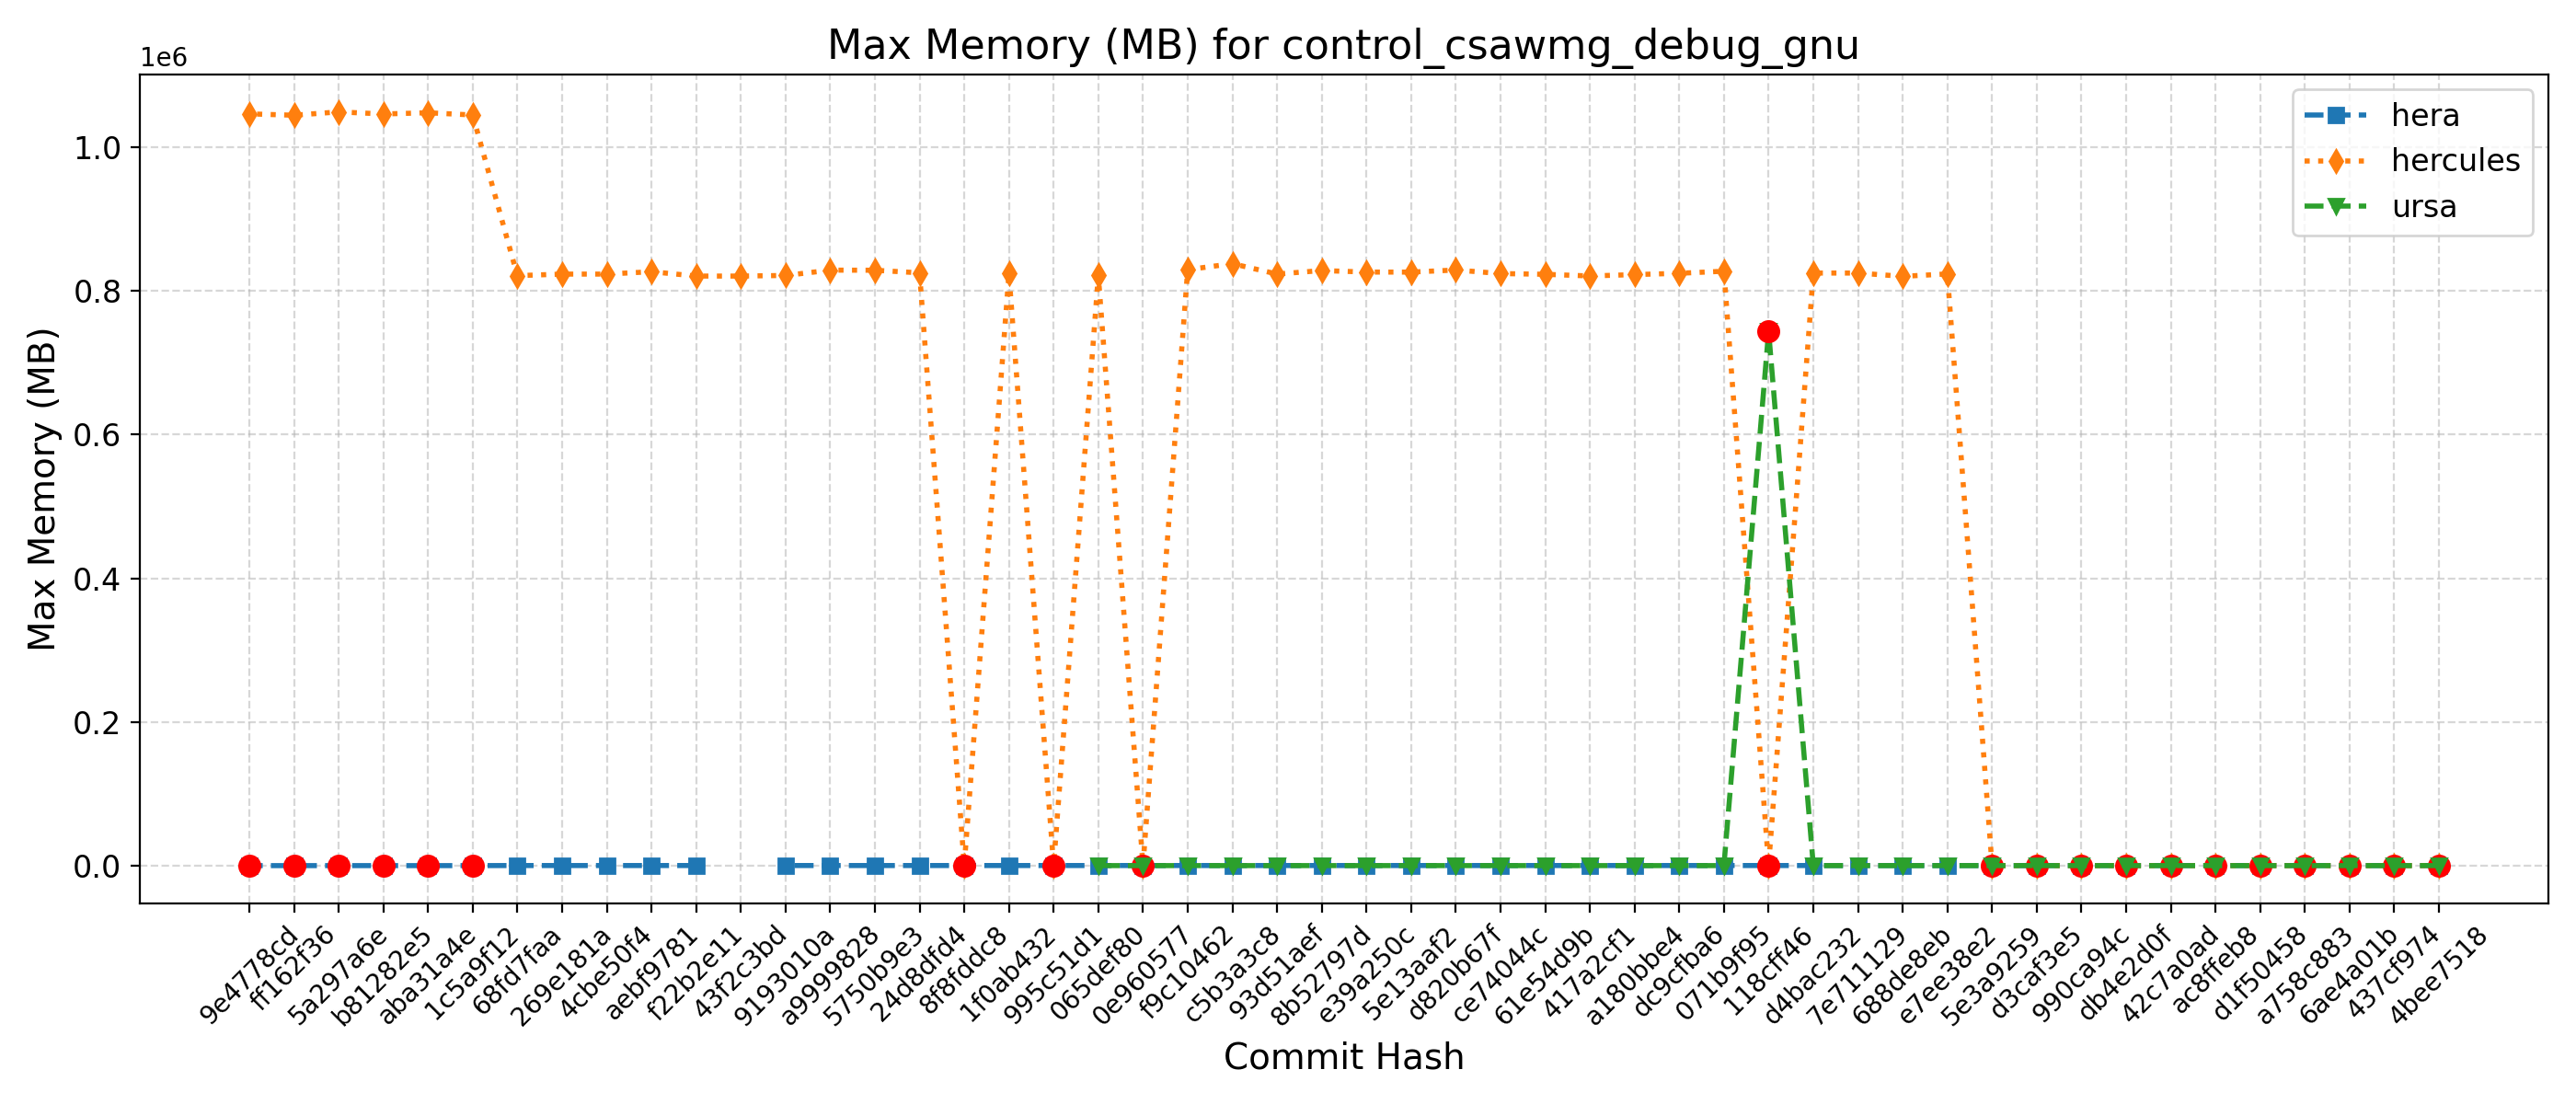 Max Memory (MB) for control_csawmg_debug_gnu
1e6
1.0
0.8
0.6
0.4
0.2
0.0
Max Memory (MB)
hera
hercules
ursa
9e4778cd
ff162f36
5a297a6e
b81282e5
aba31a4e
1c5a9f12
68fd7faa
269e181a
4cbe50f4
aebf9781
f22b2e11
43f2c3bd
9193010a
a9999828
5750b9e3
24d8dfd4
8f8fddc8
1f0ab432
995c51d1
065def80
0e960577
f9c10462
c5b3a3c8
93d51aef
8b52797d
e39a250c
5e13aaf2
d820b67f
ce74044c
61e54d9b
417a2cf1
a180bbe4
dc9cfba6
071b9f95
118cff46
d4bac232
7e711129
688de8eb
e7ee38e2
5e3a9259
d3caf3e5
990ca94c
db4e2d0f
42c7a0ad
ac8ffeb8
d1f50458
a758c883
6ae4a01b
437cf974
4bee7518
Commit Hash